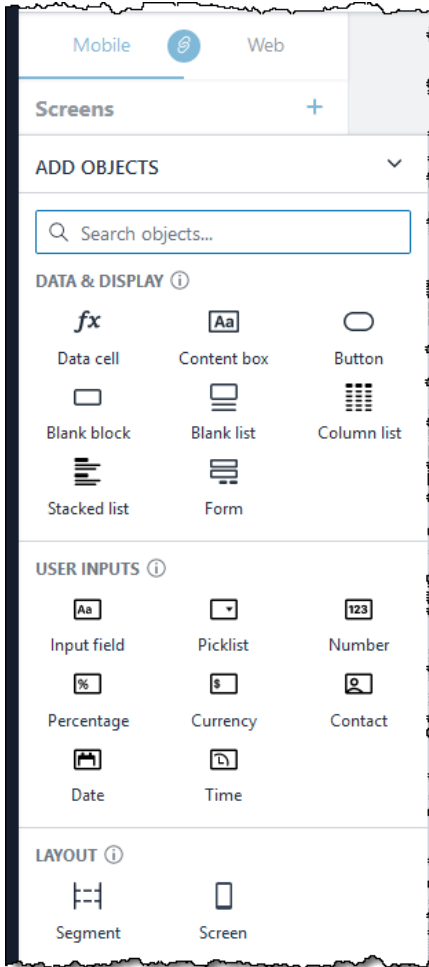 Mobile Web
Screens +
ADD OBJECTS
Search objects...
DATA & DISPLAY
fx Aa
Data cell Content box Button
Blank block Blank list Column list
Stacked list Form
USER INPUTS
Aa 123
Input field Picklist Number
% $
Percentage Currency Contact
Date Time
LAYOUT
Segment Screen